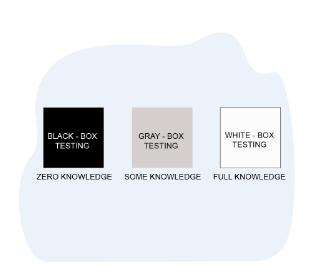 BLACK - BOX
TESTING
GRAY - BOX
TESTING
WHITE - BOX
TESTING
ZERO KNOWLEDGE
SOME KNOWLEDGE
FULL KNOWLEDGE